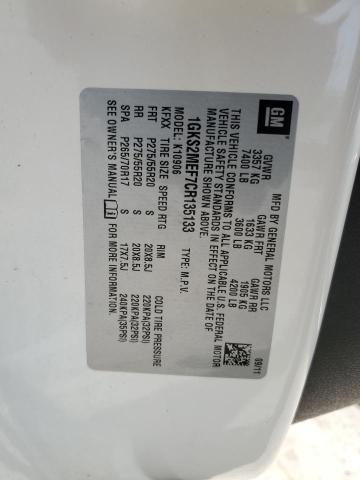 GM
MFD BY GENERAL MOTORS LLC 09/11
GVWR GAWR FRT GAWR RR
3357 KG 1633 KG 1905 KG
7400 LB 3600 LB 4200 LB
THIS VEHICLE CONFORMS TO ALL APPLICABLE U.S. FEDERAL MOTOR
VEHICLE SAFETY STANDARDS IN EFFECT ON THE DATE OF
MANUFACTURE SHOWN ABOVE.
1GKS2MEF7CR135133 TYPE: M.P.V.
MODEL: K10906
KFXX TIRE SIZE SPEED RTG RIM COLD TIRE PRESSURE
FRT P275/55R20 S 20X8.5J 220KPA(32PSI)
RR P275/55R20 S 20X8.5J 220KPA(32PSI)
SPA P265/70R17 S 17X7.5J 240KPA(35PSI)
SEE OWNER'S MANUAL FOR MORE INFORMATION.